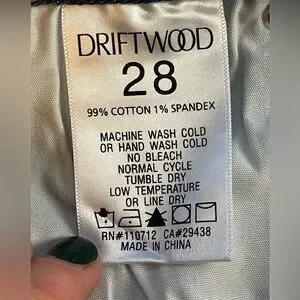 DRIFTWOOD
28
99% COTTON 1% SPANDEX
MACHINE WASH COLD
OR HAND WASH COLD
NO BLEACH
NORMAL CYCLE
TUMBLE DRY
LOW TEMPERATURE
OR LINE DRY
RN#110712 CA#29438
MADE IN CHINA